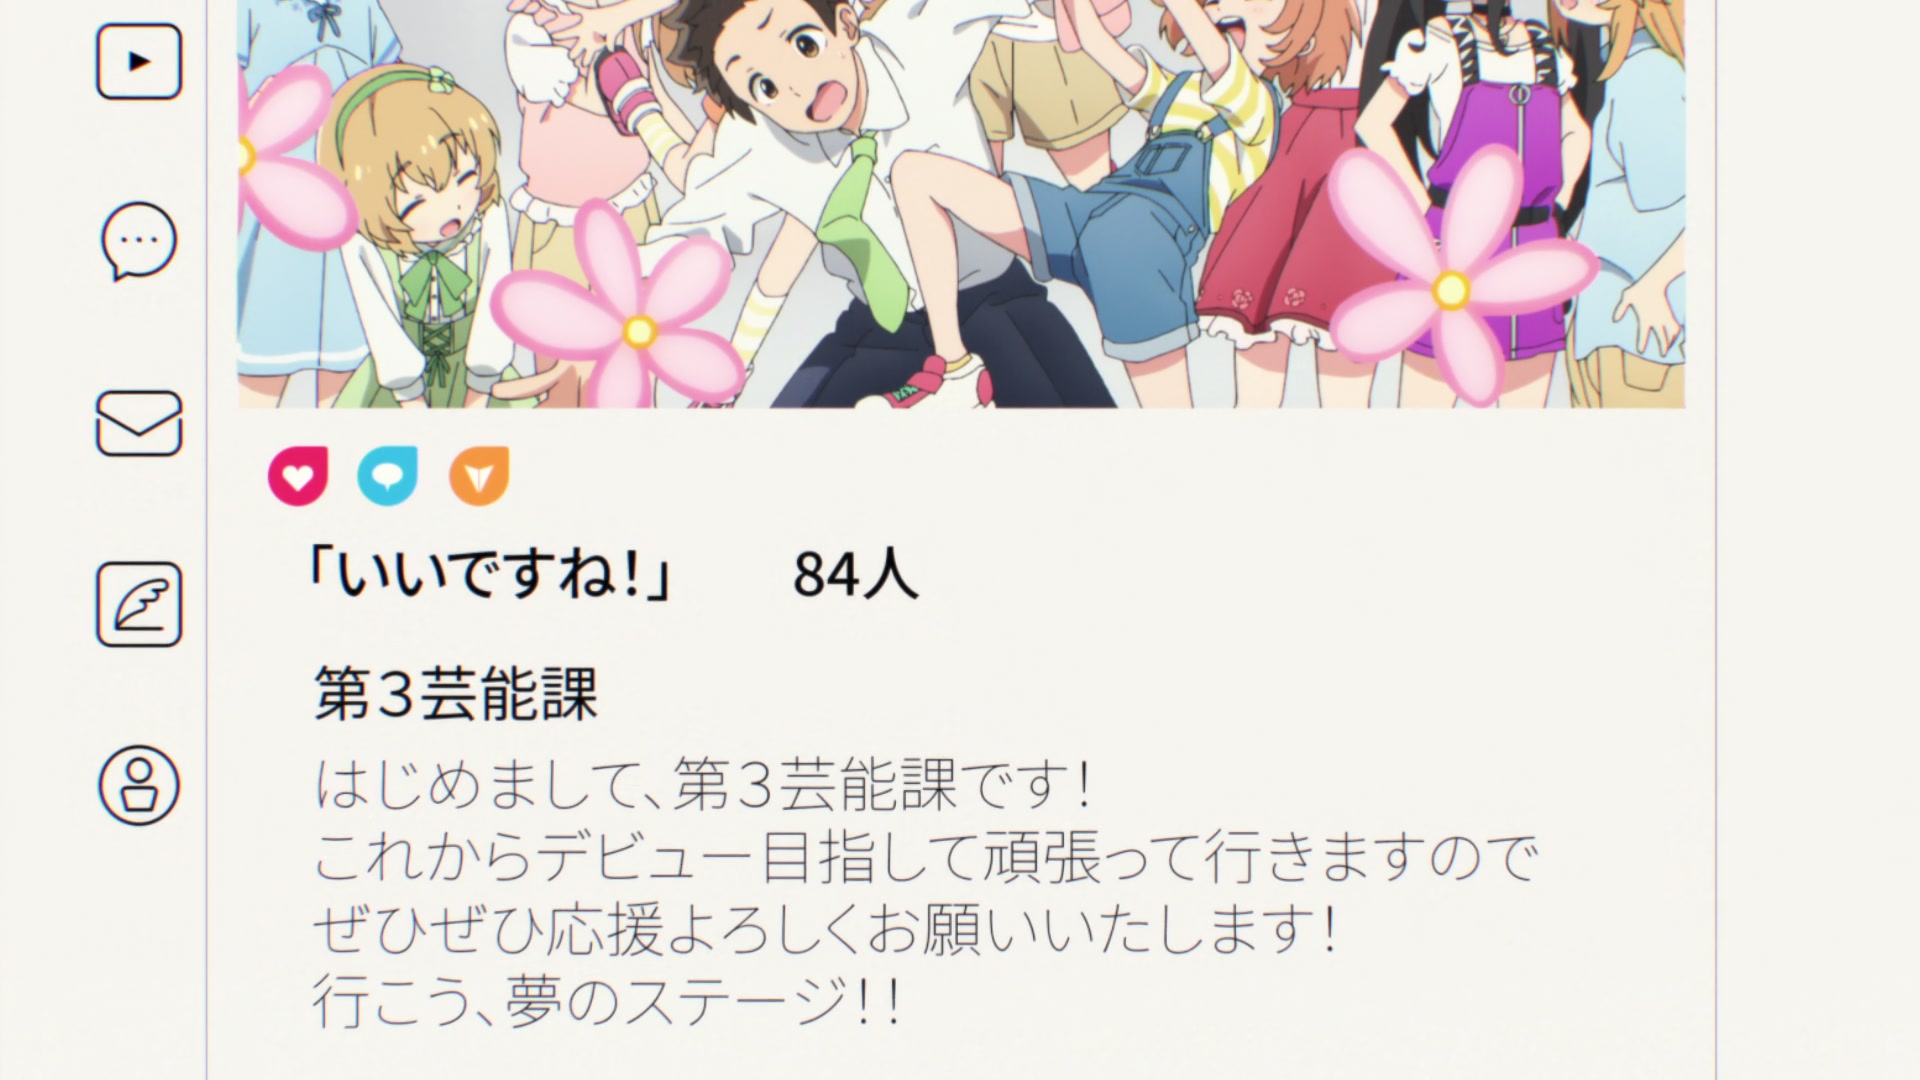 「いいですね!」 84人
第3芸能課
はじめまして、第3芸能課です!
これからデビュー目指して頑張って行きますので
ぜひぜひ応援よろしくお願いいたします!
行こう、夢のステージ!!